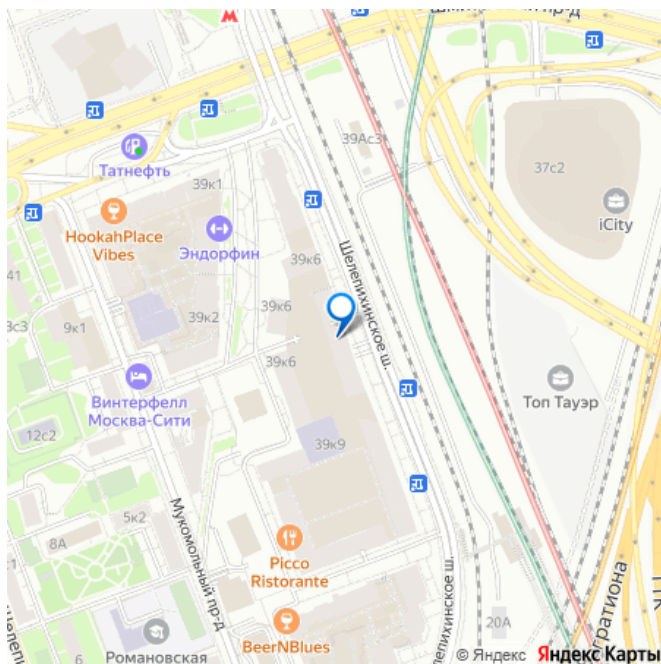 М
39Ас3
37с2
iCity
Татнефть
39к1
HookahPlace
Vibes
Эндорфин
39к6
Шелепихинское ш.
41
9к1
39к2
39к6
39к6
Винтерфелл
Москва-Сити
Топ Тауэр
12с2
39к9
5к2
8А
Мукомольный пр-д
Picco
Ristorante
20А
ТТК
BeerNBlues
Романовская
© Яндекс Яндекс Карты